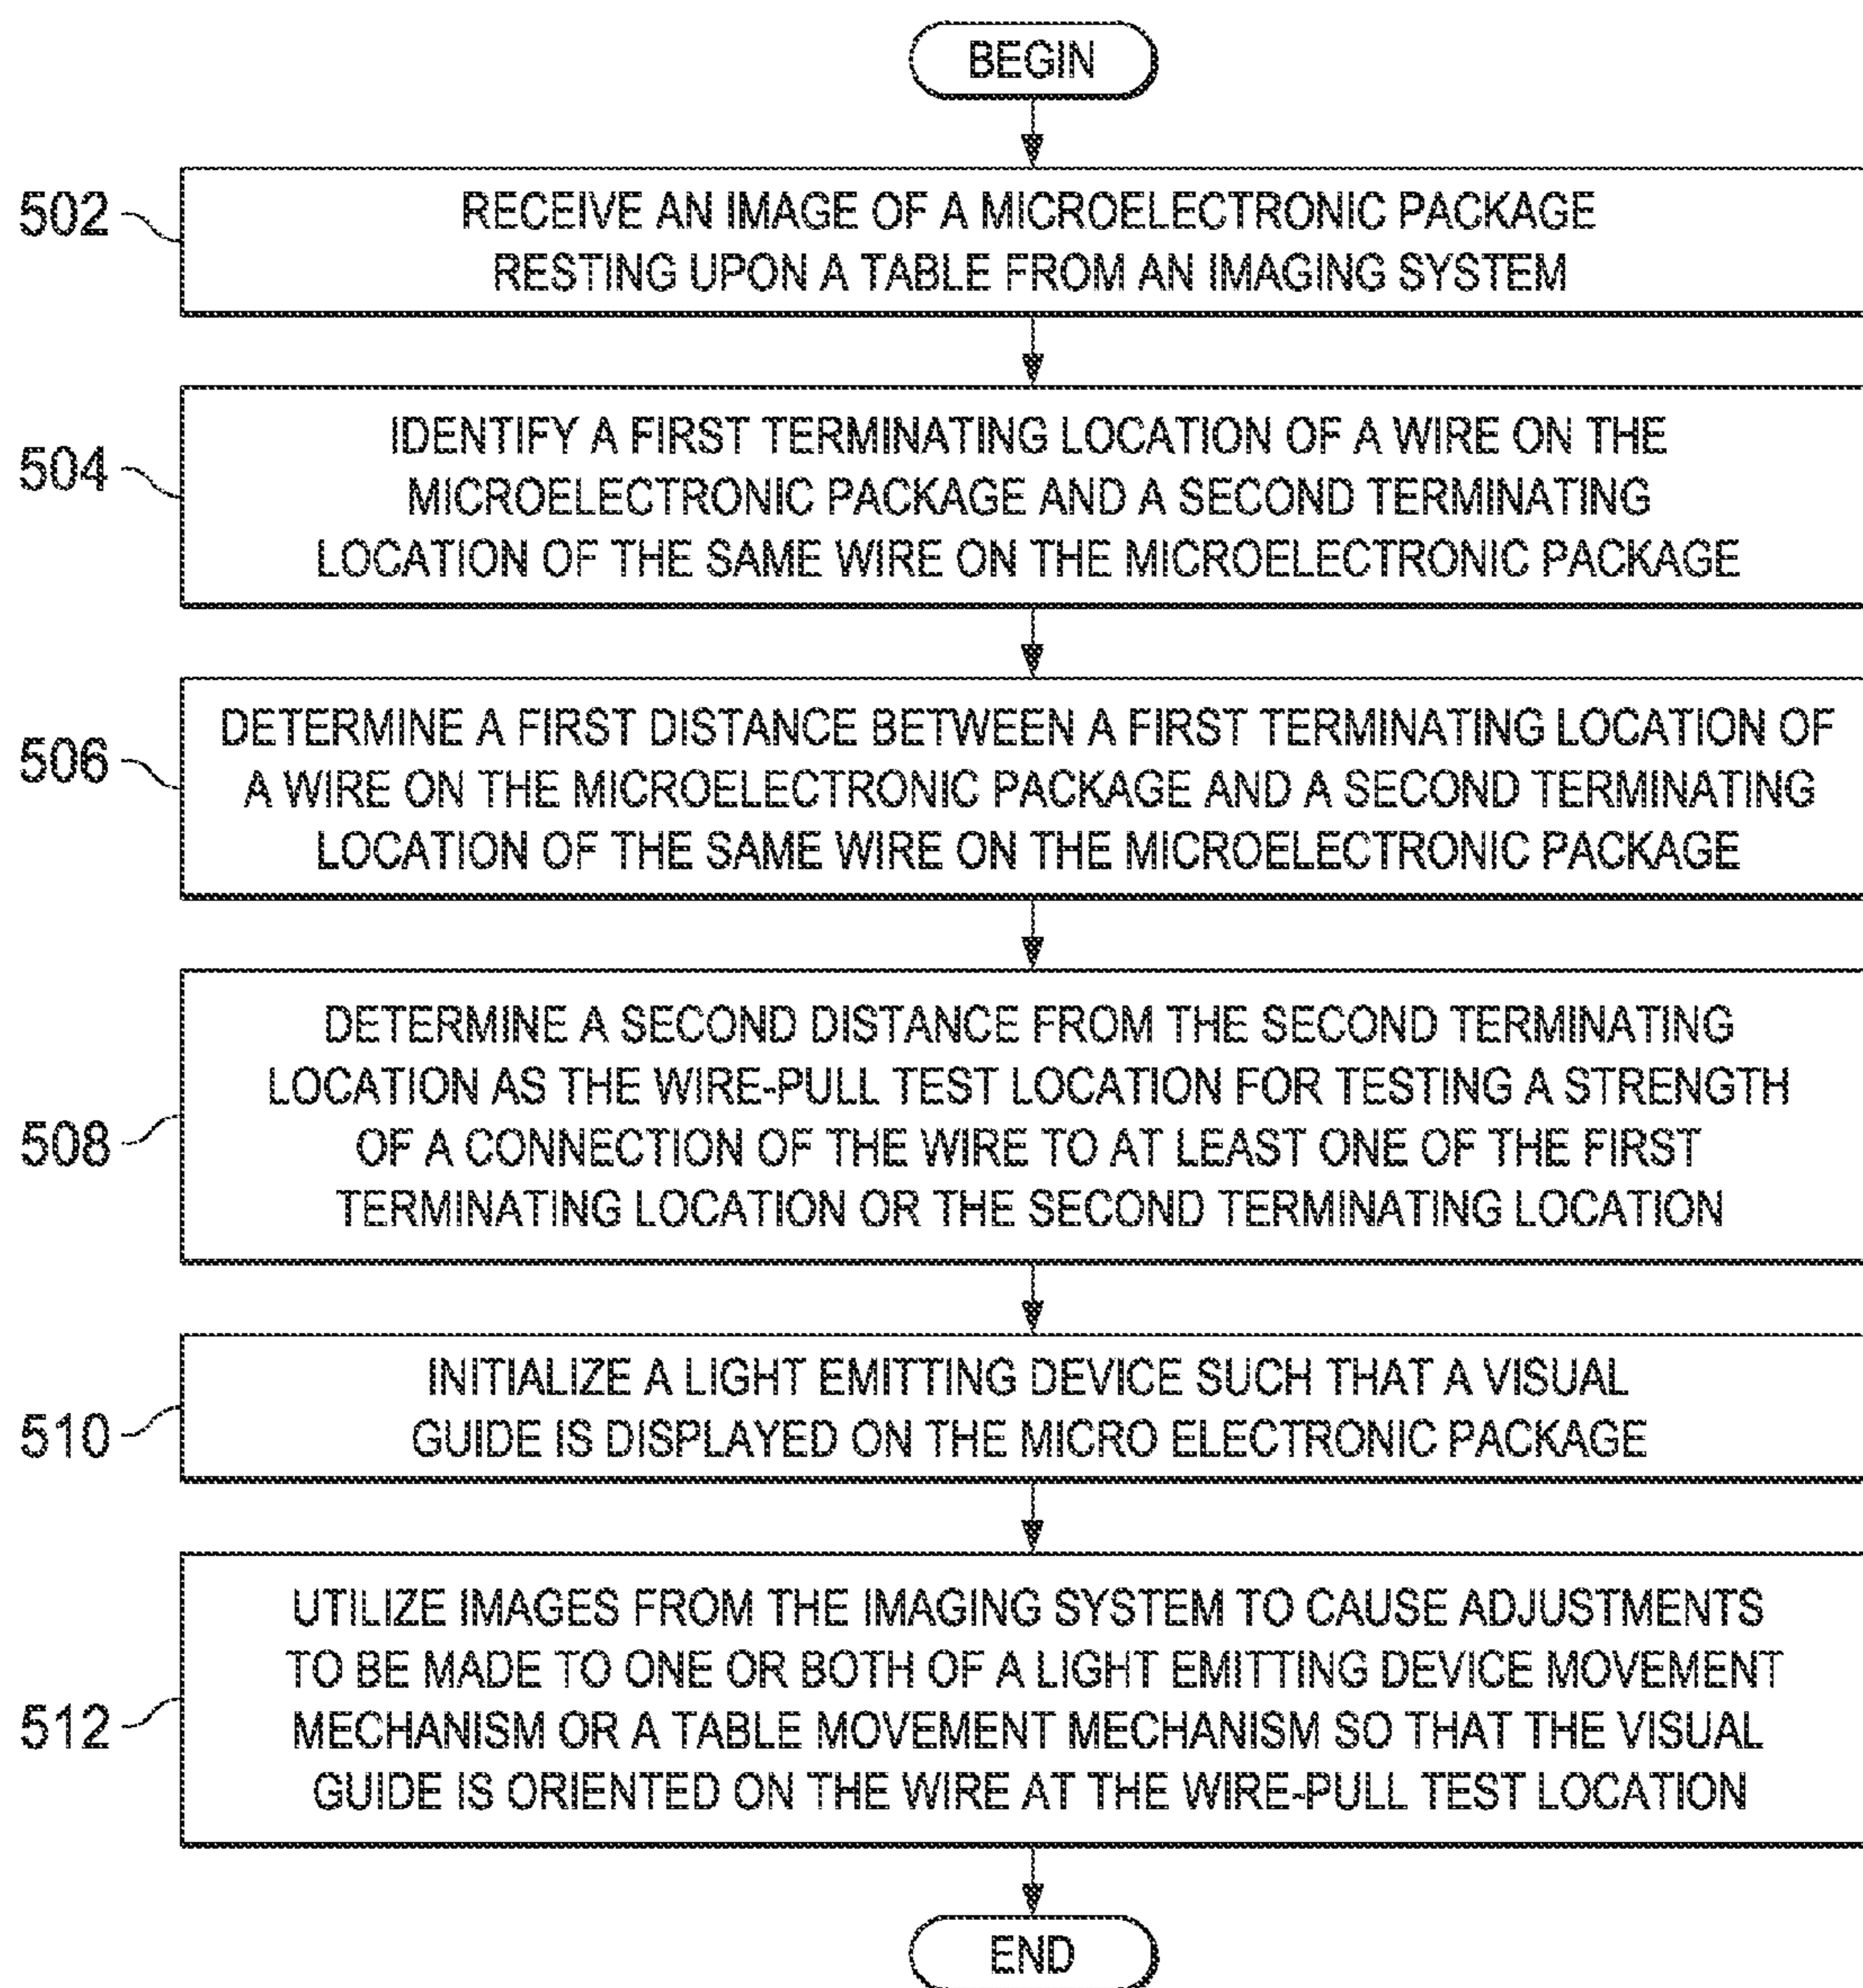 BEGIN
502
RECEIVE AN IMAGE OF A MICROELECTRONIC PACKAGE
RESTING UPON A TABLE FROM AN IMAGING SYSTEM
504
IDENTIFY A FIRST TERMINATING LOCATION OF A WIRE ON THE
MICROELECTRONIC PACKAGE AND A SECOND TERMINATING
LOCATION OF THE SAME WIRE ON THE MICROELECTRONIC PACKAGE
506
DETERMINE A FIRST DISTANCE BETWEEN A FIRST TERMINATING LOCATION OF
A WIRE ON THE MICROELECTRONIC PACKAGE AND A SECOND TERMINATING
LOCATION OF THE SAME WIRE ON THE MICROELECTRONIC PACKAGE
508
DETERMINE A SECOND DISTANCE FROM THE SECOND TERMINATING
LOCATION AS THE WIRE-PULL TEST LOCATION FOR TESTING A STRENGTH
OF A CONNECTION OF THE WIRE TO AT LEAST ONE OF THE FIRST
TERMINATING LOCATION OR THE SECOND TERMINATING LOCATION
510
INITIALIZE A LIGHT EMITTING DEVICE SUCH THAT A VISUAL
GUIDE IS DISPLAYED ON THE MICRO ELECTRONIC PACKAGE
512
UTILIZE IMAGES FROM THE IMAGING SYSTEM TO CAUSE ADJUSTMENTS
TO BE MADE TO ONE OR BOTH OF A LIGHT EMITTING DEVICE MOVEMENT
MECHANISM OR A TABLE MOVEMENT MECHANISM SO THAT THE VISUAL
GUIDE IS ORIENTED ON THE WIRE AT THE WIRE-PULL TEST LOCATION
END